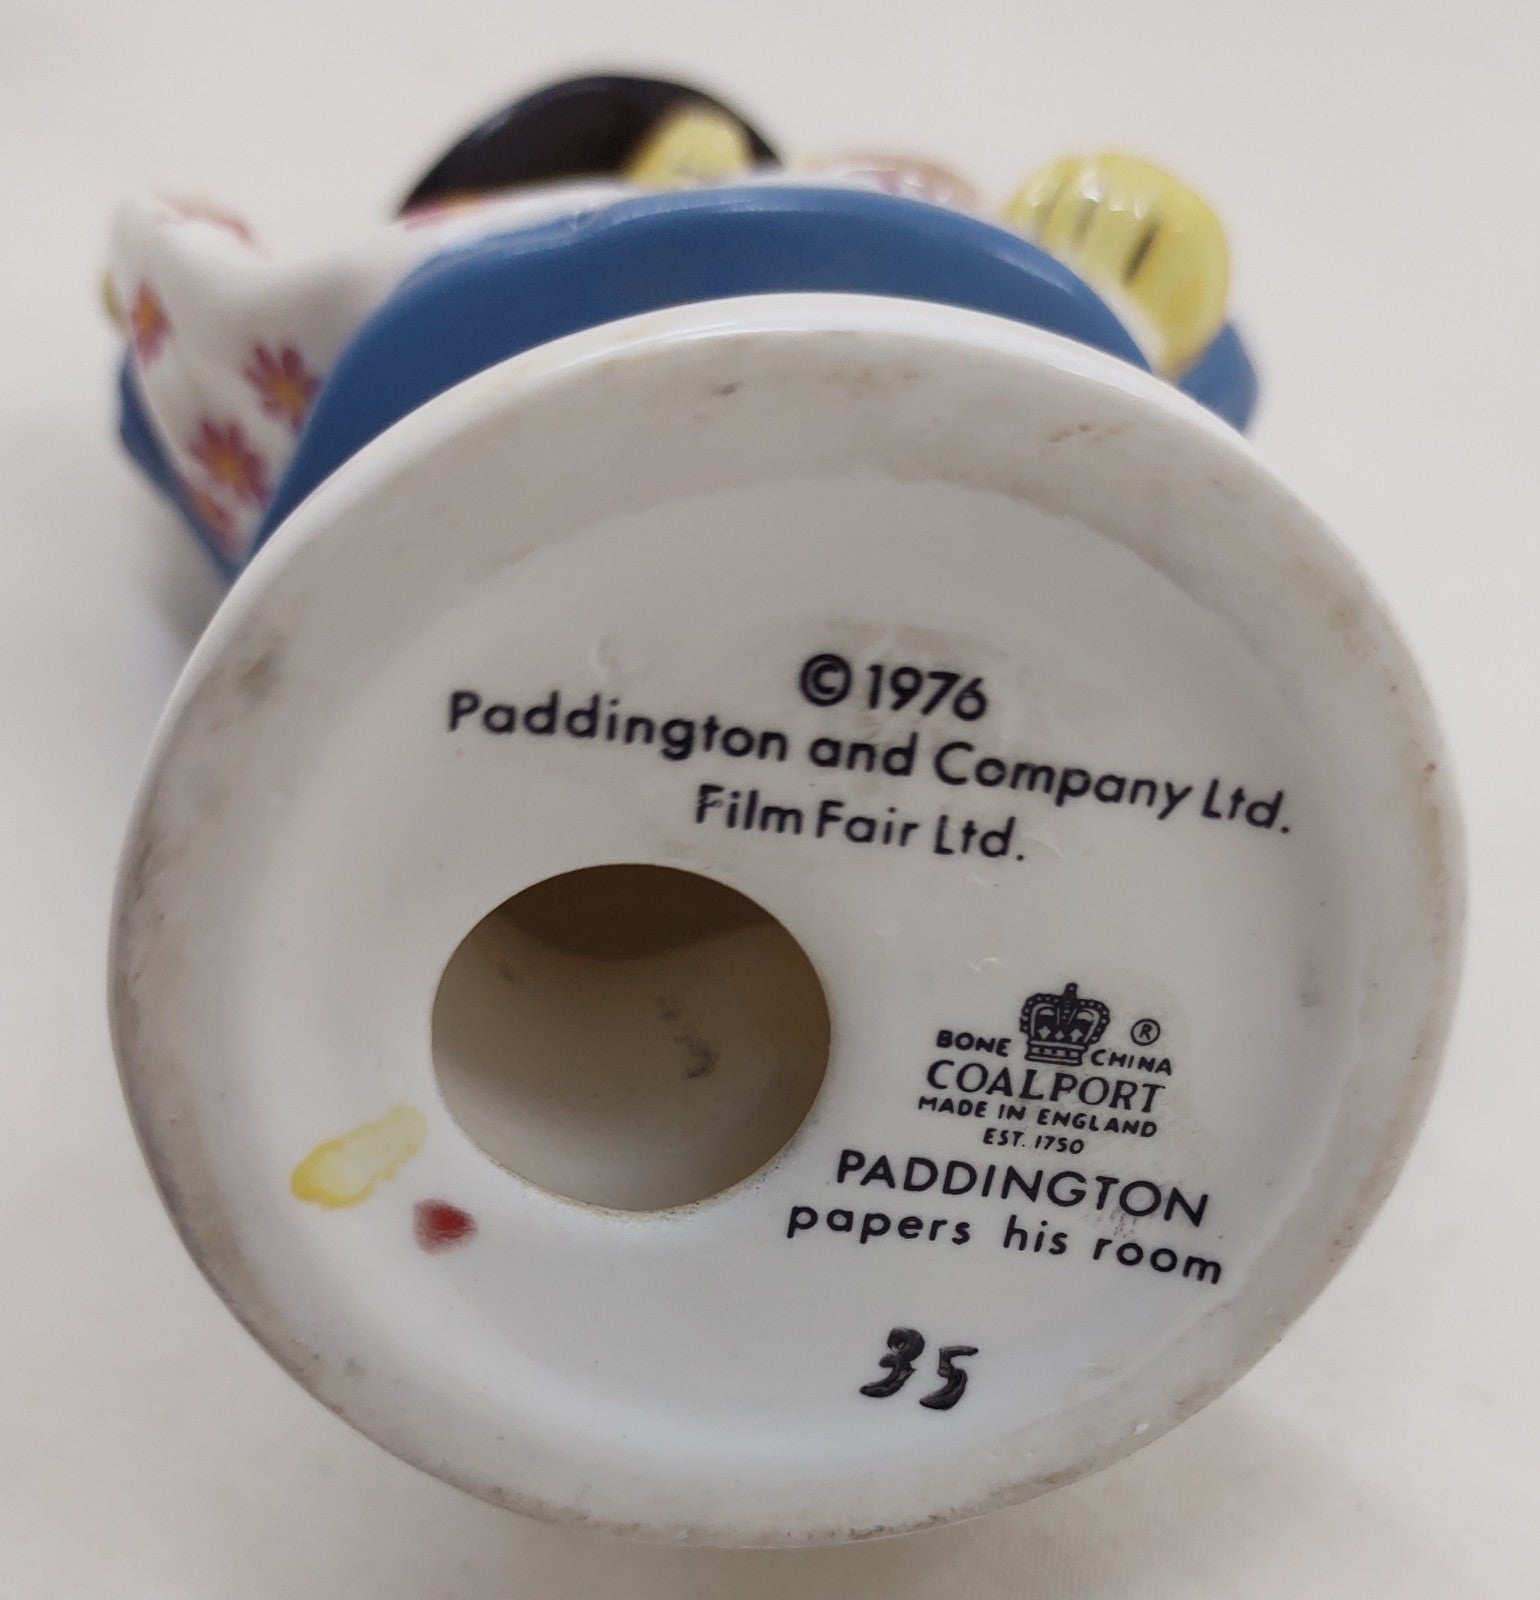 © 1976
Paddington and Company Ltd.
Film Fair Ltd.
BONE CHINA ®
COALPORT
MADE IN ENGLAND
EST. 1750
PADDINGTON
papers his room
35